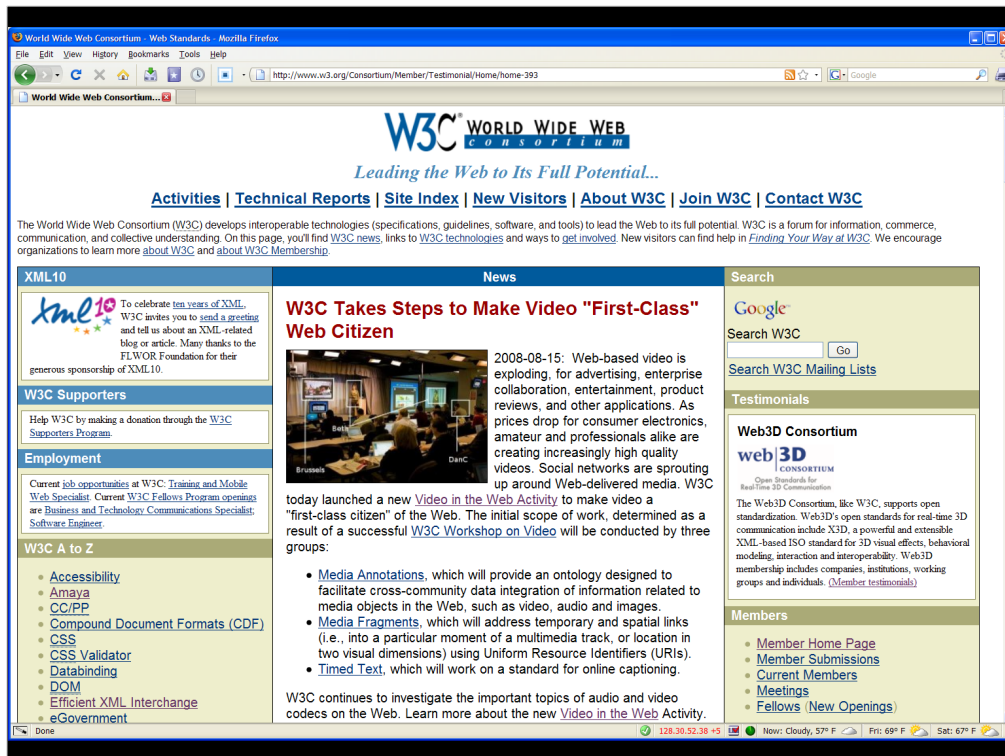 World Wide Web Consortium - Web Standards - Mozilla Firefox
File Edit View History Bookmarks Tools Help
http://www.w3.org/Consortium/Member/Testimonial/Home/home-393
Google
World Wide Web Consortium...
W3C® WORLD WIDE WEB
consortium
Leading the Web to Its Full Potential...
Activities | Technical Reports | Site Index | New Visitors | About W3C | Join W3C | Contact W3C
The World Wide Web Consortium (W3C) develops interoperable technologies (specifications, guidelines, software, and tools) to lead the Web to its full potential. W3C is a forum for information, commerce,
communication, and collective understanding. On this page, you'll find W3C news, links to W3C technologies and ways to get involved. New visitors can find help in Finding Your Way at W3C. We encourage
organizations to learn more about W3C and about W3C Membership.
XML10
xml 10
To celebrate ten years of XML,
W3C invites you to send a greeting
and tell us about an XML-related
blog or article. Many thanks to the
FLWOR Foundation for their
generous sponsorship of XML10.
W3C Supporters
Help W3C by making a donation through the W3C
Supporters Program.
Employment
Current job opportunities at W3C: Training and Mobile
Web Specialist. Current W3C Fellows Program openings
are Business and Technology Communications Specialist;
Software Engineer.
W3C A to Z
Accessibility
Amaya
CC/PP
Compound Document Formats (CDF)
CSS
CSS Validator
Databinding
DOM
Efficient XML Interchange
eGovernment
News
W3C Takes Steps to Make Video "First-Class"
Web Citizen
Beth
DanC
Brussels
2008-08-15: Web-based video is
exploding, for advertising, enterprise
collaboration, entertainment, product
reviews, and other applications. As
prices drop for consumer electronics,
amateur and professionals alike are
creating increasingly high quality
videos. Social networks are sprouting
up around Web-delivered media. W3C
today launched a new Video in the Web Activity to make video a
"first-class citizen" of the Web. The initial scope of work, determined as a
result of a successful W3C Workshop on Video will be conducted by three
groups:
Media Annotations, which will provide an ontology designed to
facilitate cross-community data integration of information related to
media objects in the Web, such as video, audio and images.
Media Fragments, which will address temporary and spatial links
(i.e., into a particular moment of a multimedia track, or location in
two visual dimensions) using Uniform Resource Identifiers (URIs).
Timed Text, which will work on a standard for online captioning.
W3C continues to investigate the important topics of audio and video
codecs on the Web. Learn more about the new Video in the Web Activity.
Search
Google
Search W3C
Go
Search W3C Mailing Lists
Testimonials
Web3D Consortium
web|3D
CONSORTIUM
Open Standards for
Real-Time 3D Communication
The Web3D Consortium, like W3C, supports open
standardization. Web3D's open standards for real-time 3D
communication include X3D, a powerful and extensible
XML-based ISO standard for 3D visual effects, behavioral
modeling, interaction and interoperability. Web3D
membership includes companies, institutions, working
groups and individuals. (Member testimonials)
Members
Member Home Page
Member Submissions
Current Members
Meetings
Fellows (New Openings)
Done
128.30.52.38 +5
Now: Cloudy, 57° F
Fri: 69° F
Sat: 67° F